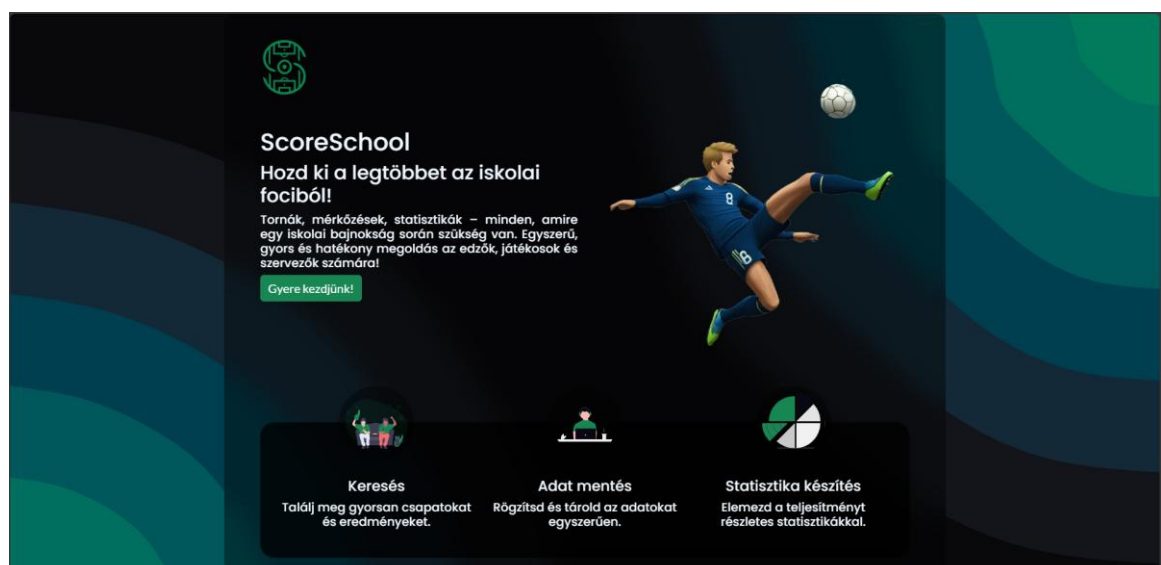 ScoreSchool
Hozd ki a legtöbbet az iskolai
fociból!
Tornák, mérkőzések, statisztikák – minden, amire
egy iskolai bajnokság során szükség van. Egyszerű,
gyors és hatékony megoldás az edzők, játékosok és
szervezők számára!
Gyere kezdjünk!
8
8
Keresés
Találj meg gyorsan csapatokat
és eredményeket.
Adat mentés
Rögzítsd és tárold az adatokat
egyszerűen.
Statisztika készítés
Elemezd a teljesítményt
részletes statisztikákkal.